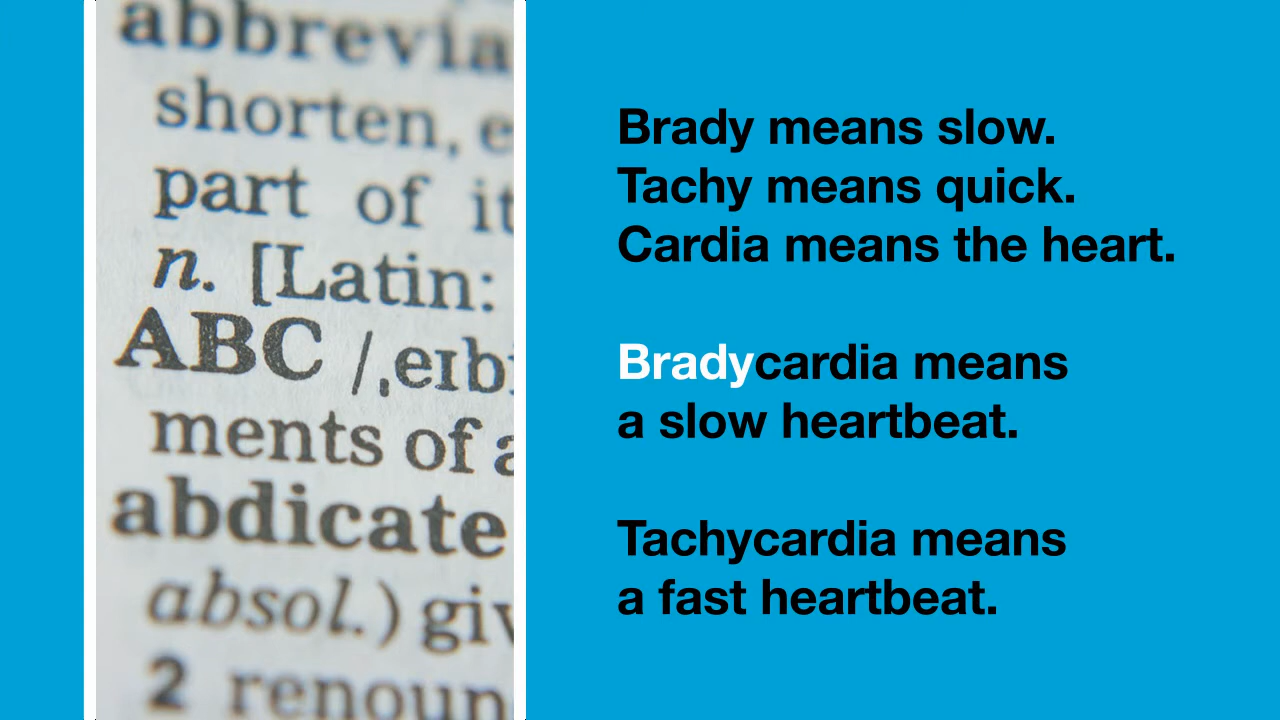 abbrevia
shorten, e
part of it
n. [Latin:
ABC /ˌeɪbi
ments of a
abdicate
absol.) giv
2 renoun
Brady means slow.
Tachy means quick.
Cardia means the heart.
Bradycardia means
a slow heartbeat.
Tachycardia means
a fast heartbeat.